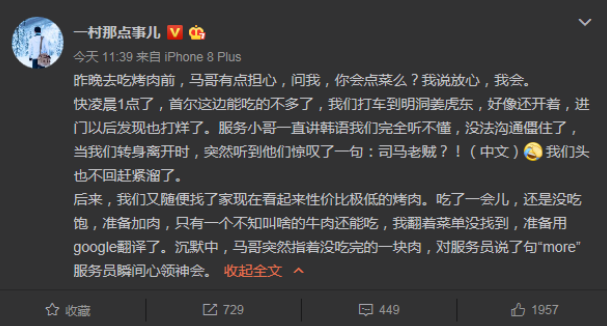 一村那点事儿
今天 11:39 来自 iPhone 8 Plus
昨晚去吃烤肉前，马哥有点担心，问我，你会点菜么？我说放心，我会。
快凌晨1点了，首尔这边能吃的不多了，我们打车到明洞姜虎东，好像还开着，进
门以后发现也打烊了。服务小哥一直讲韩语我们完全听不懂，没法沟通僵住了，
当我们转身离开时，突然听到他们惊叹了一句：司马老贼？！（中文）我们头
也不回赶紧溜了。
后来，我们又随便找了家现在看起来性价比极低的烤肉。吃了一会儿，还是没吃
饱，准备加肉，只有一个不知叫啥的牛肉还能吃，我翻着菜单没找到，准备用
google翻译了。沉默中，马哥突然指着没吃完的一块肉，对服务员说了句“more”
服务员瞬间心领神会。 收起全文
收藏 729 449 1957